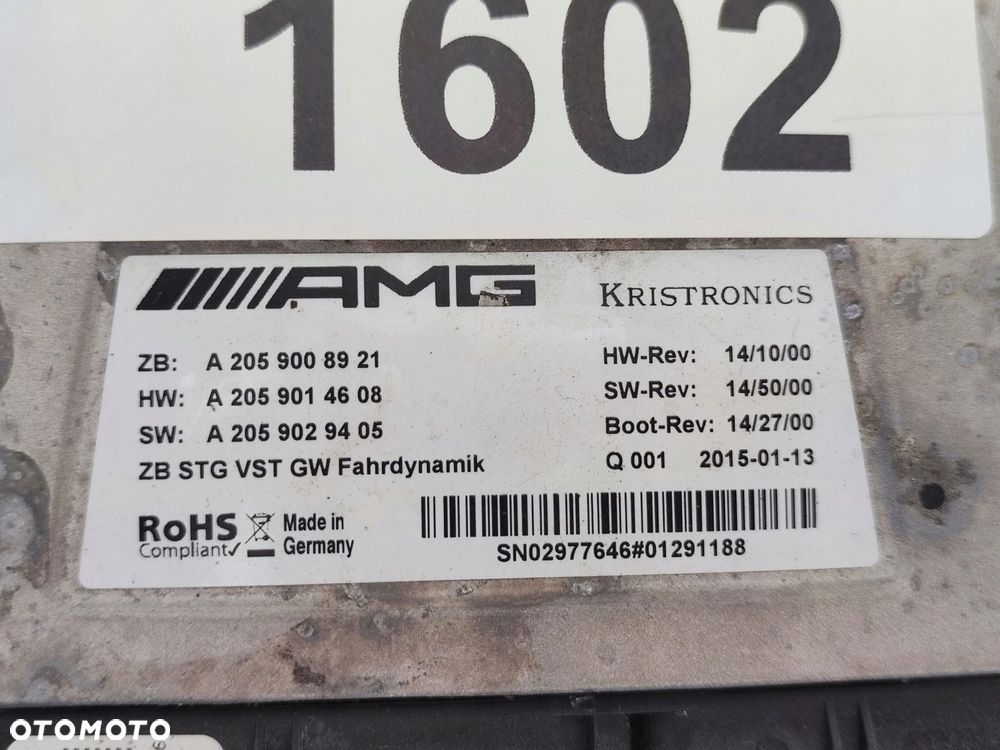 1602
AMG KRISTRONICS
ZB: A 205 900 89 21 HW-Rev: 14/10/00
HW: A 205 901 46 08 SW-Rev: 14/50/00
SW: A 205 902 94 05 Boot-Rev: 14/27/00
ZB STG VST GW Fahrdynamik Q 001 2015-01-13
RoHS Compliant Made in Germany
SN02977646#01291188
OTOMOTO